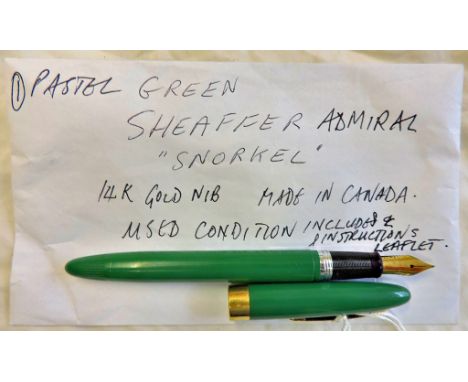 ① PASTEL GREEN
SHEAFFER ADMIRAL
"SNORKEL"
14K GOLD NIB MADE IN CANADA.
USED CONDITION INCLUDES &
INSTRUCTIONS
LEAFLET.